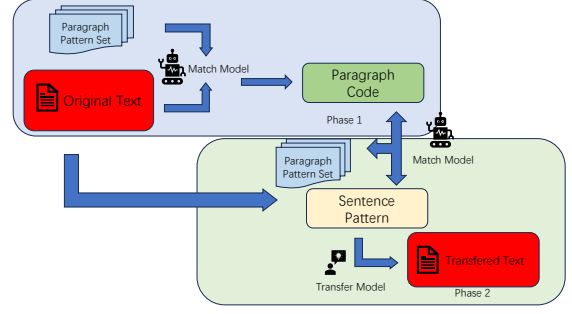 Paragraph
Pattern Set
Match Model
Original Text
Paragraph
Code
Phase 1
Match Model
Paragraph
Pattern Set
Sentence
Pattern
Transfered Text
Transfer Model
Phase 2